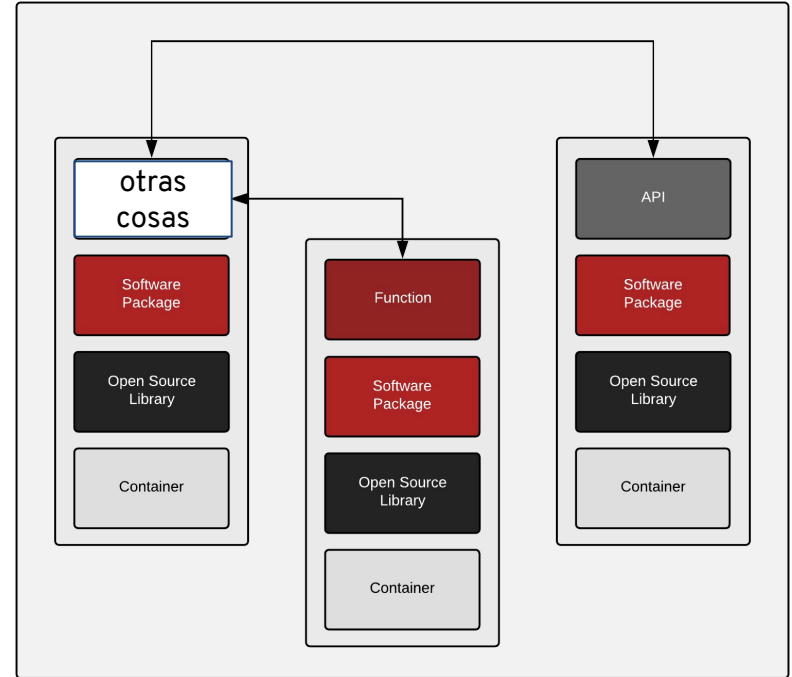 otras
cosas
Software
Package
Open Source
Library
Container
Function
Software
Package
Open Source
Library
Container
API
Software
Package
Open Source
Library
Container